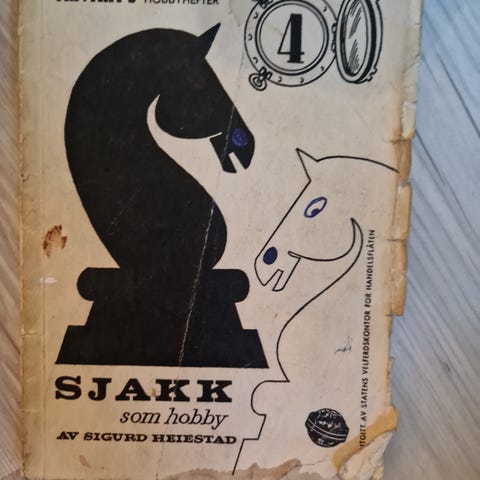 HOBBYHEFTER
4
SJAKK
som hobby
AV SIGURD HEIESTAD
UTGITT AV STATENS VELFERDSKONTOR FOR HANDELSFLÅTEN